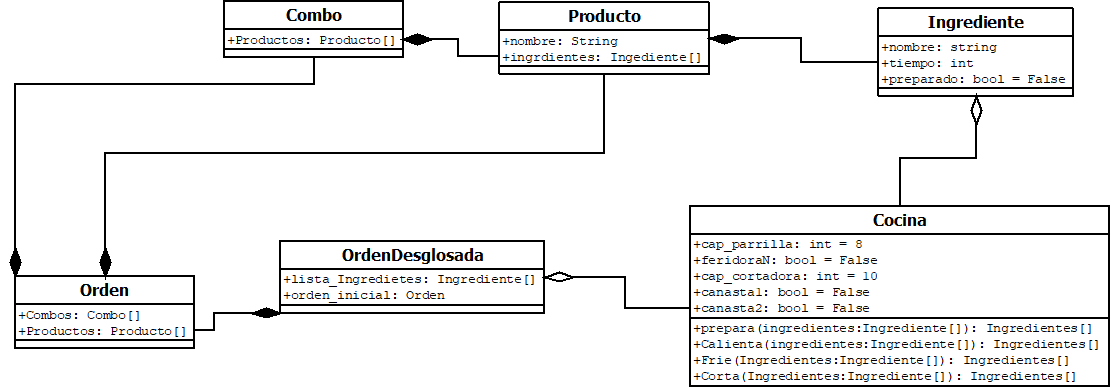 Combo
+Productos: Producto[]
Producto
+nombre: String
+ingrdientes: Ingediente[]
Ingrediente
+nombre: string
+tiempo: int
+preparado: bool = False
Orden
+Combos: Combo[]
+Productos: Producto[]
OrdenDesglosada
+lista_Ingredietes: Ingrediente[]
+orden_inicial: Orden
Cocina
+cap_parrilla: int = 8
+feridoraN: bool = False
+cap_cortadora: int = 10
+canasta1: bool = False
+canasta2: bool = False
+prepara(ingredientes:Ingrediente[]): Ingredientes[]
+Calienta(ingredientes:Ingrediente[]): Ingredientes[]
+Frie(Ingredientes:Ingrediente[]): Ingredientes[]
+Corta(Ingredientes:Ingrediente[]): Ingredientes[]